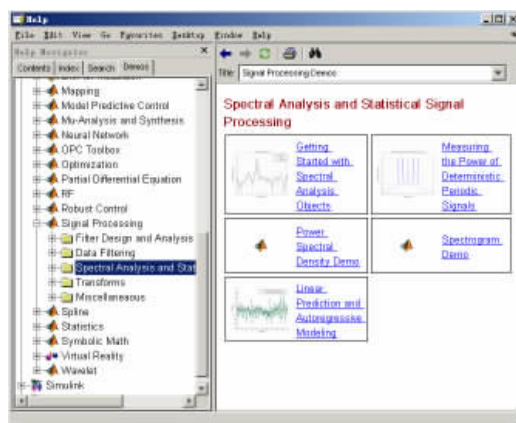 Help
File Edit View Go Favorites Desktop Window Help
Help Navigator
Contents Index Search Demos
Title: Signal Processing Demos
Mapping
Model Predictive Control
Mu-Analysis and Synthesis
Neural Network
OPC Toolbox
Optimization
Partial Differential Equation
RF
Robust Control
Signal Processing
Filter Design and Analysis
Data Filtering
Spectral Analysis and Stat
Transforms
Miscellaneous
Spline
Statistics
Symbolic Math
Virtual Reality
Wavelet
Simulink
Spectral Analysis and Statistical Signal
Processing
Getting
Started with
Spectral
Analysis
Objects
Measuring
the Power of
Deterministic
Periodic
Signals
Power
Spectral
Density Demo
Spectrogram
Demo
Linear
Prediction and
Autoregressive
Modeling